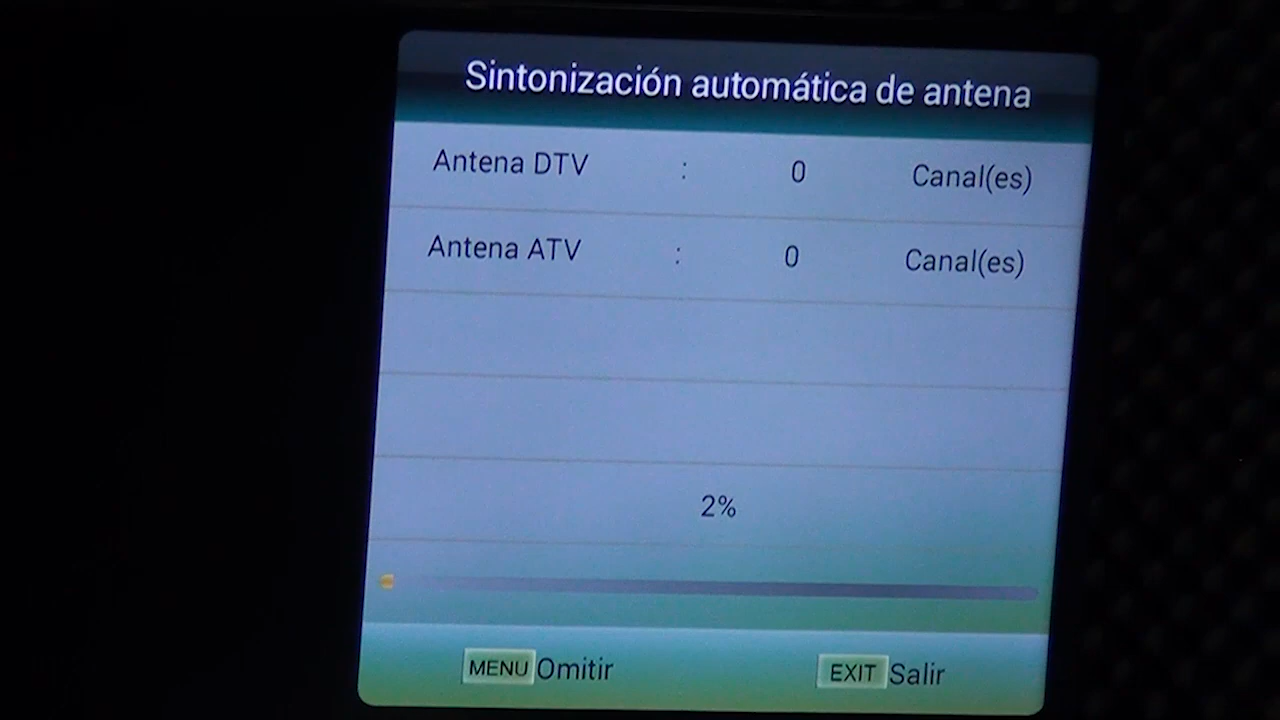 Sintonización automática de antena
Antena DTV : 0 Canal(es)
Antena ATV : 0 Canal(es)
2%
MENU Omitir EXIT Salir